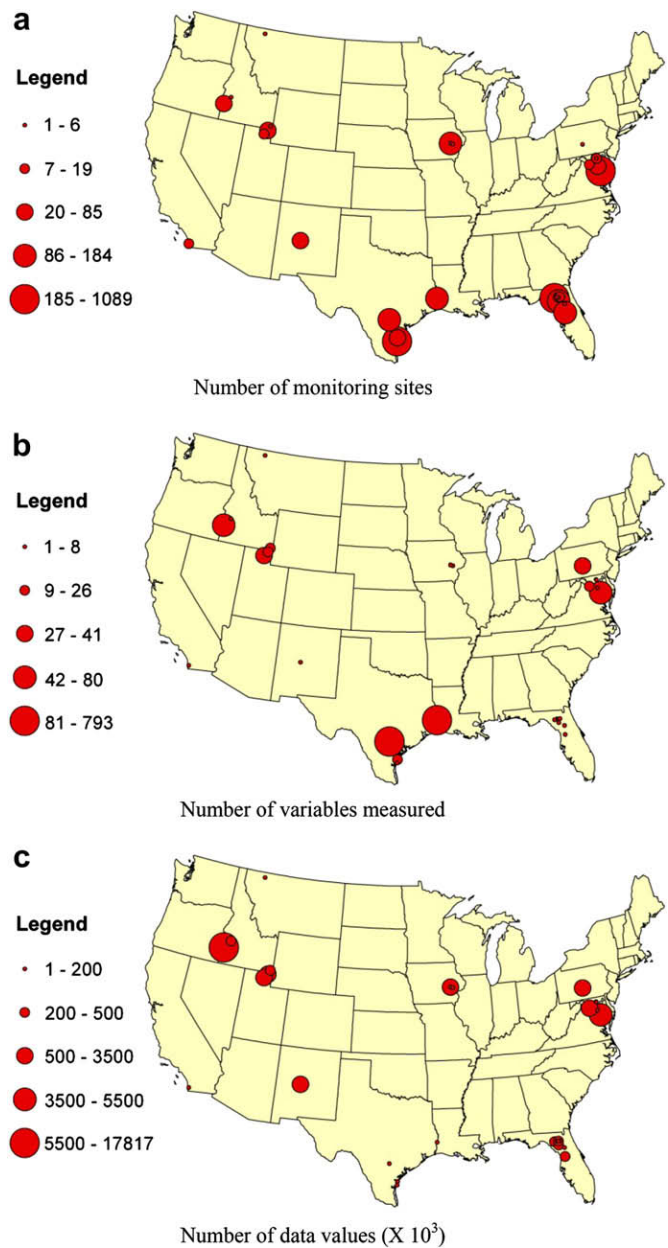 a
Legend
1 - 6
7 - 19
20 - 85
86 - 184
185 - 1089
Number of monitoring sites
b
Legend
1 - 8
9 - 26
27 - 41
42 - 80
81 - 793
Number of variables measured
c
Legend
1 - 200
200 - 500
500 - 3500
3500 - 5500
5500 - 17817
Number of data values (X 10³)